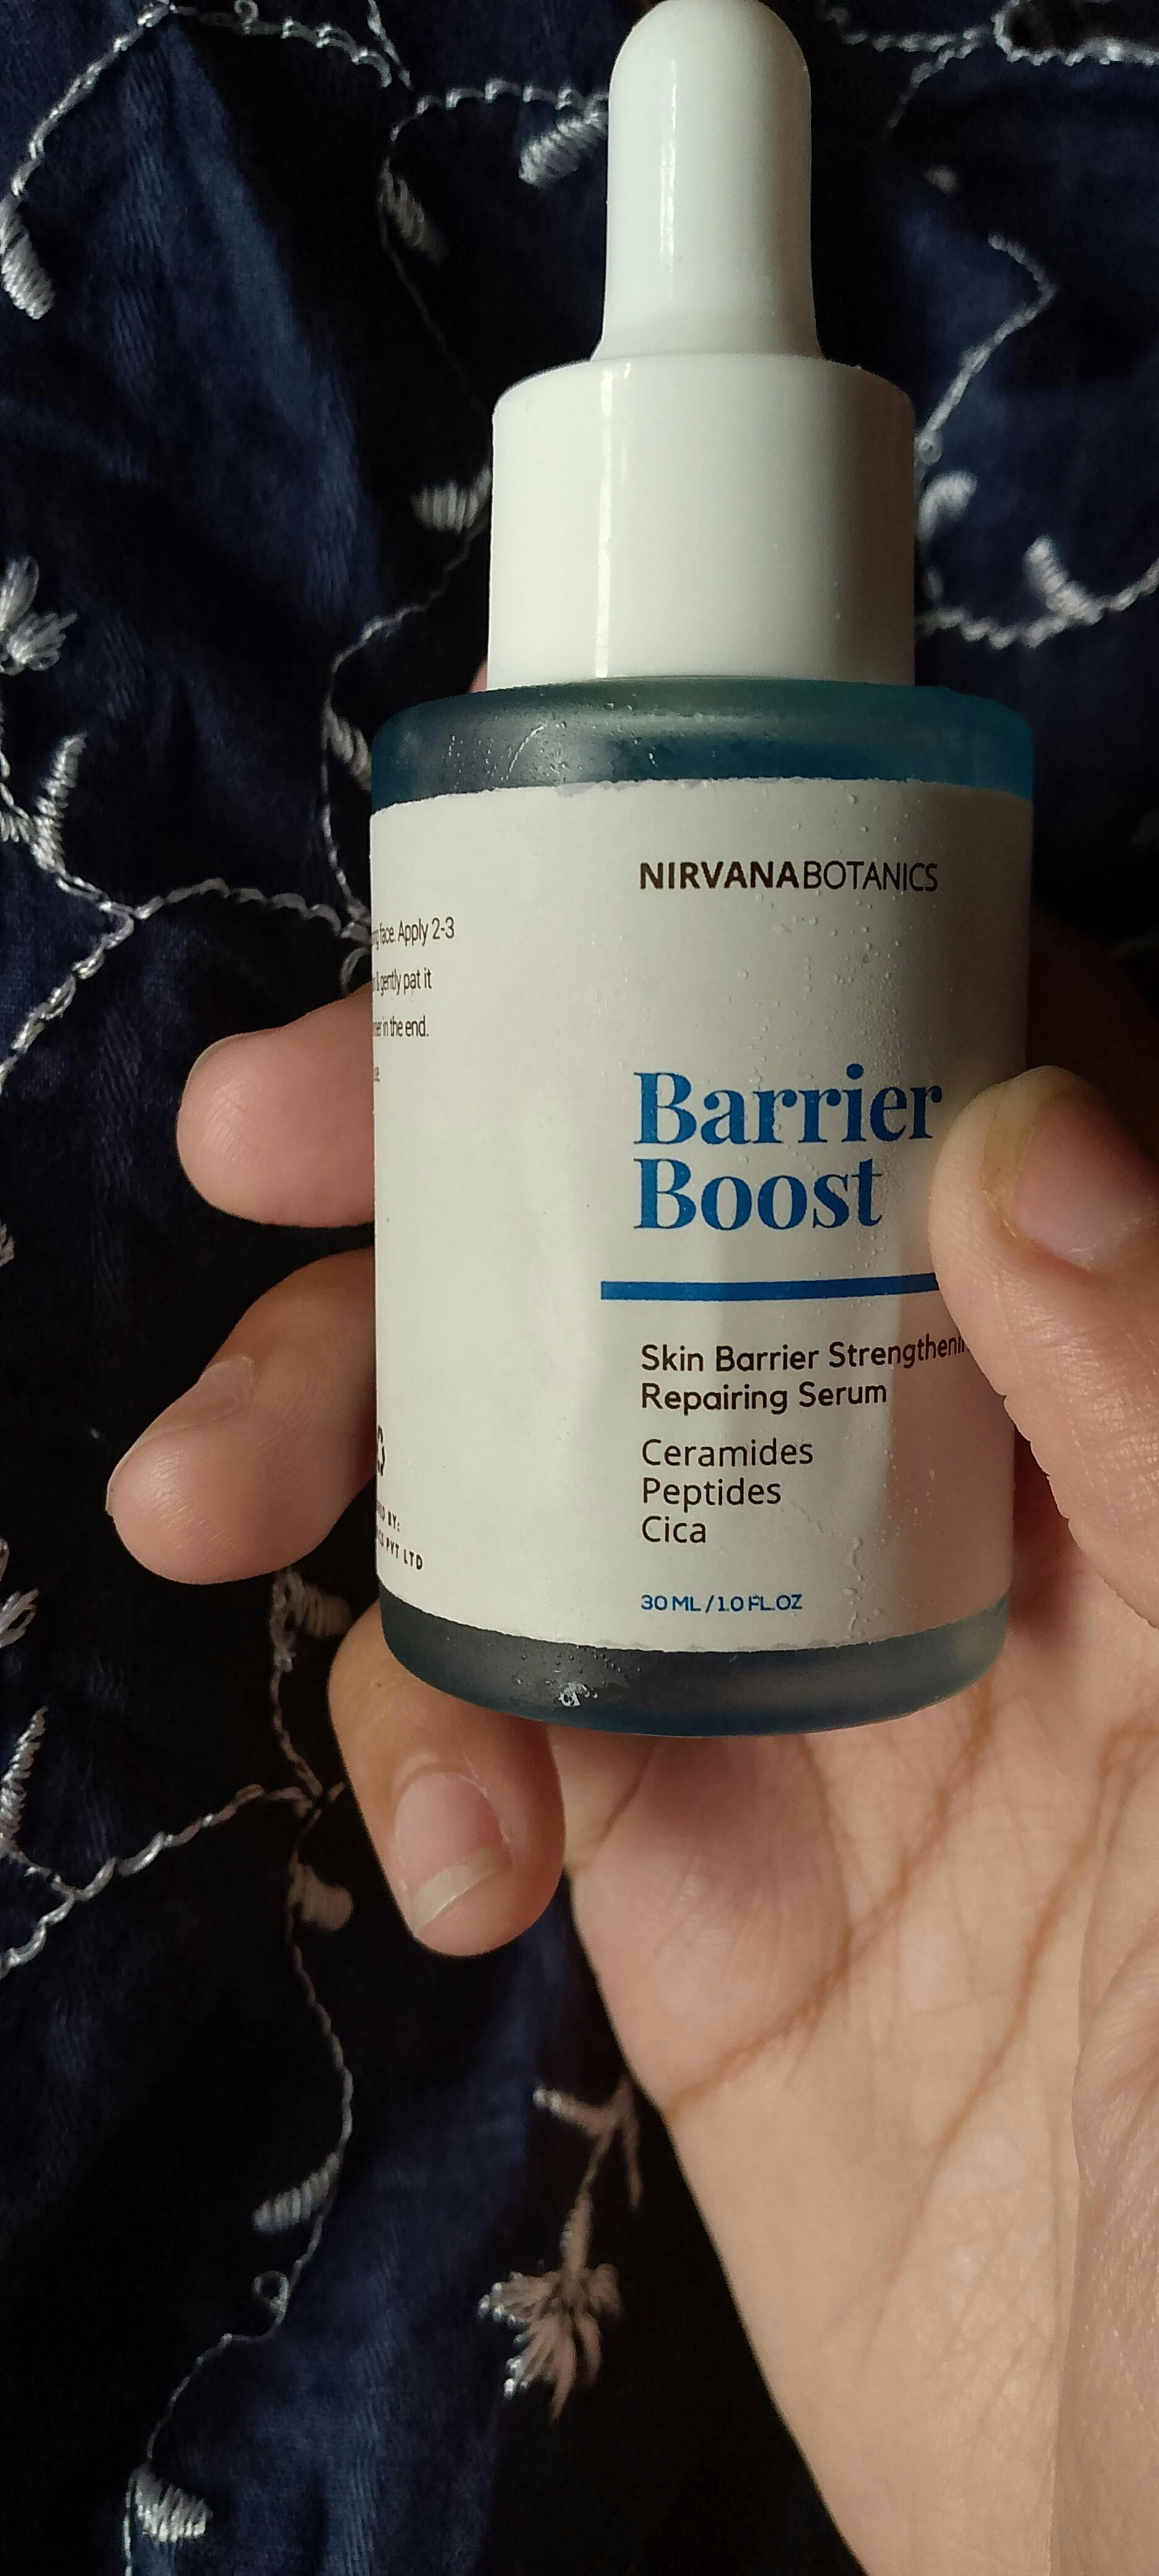 NIRVANABOTANICS
Barrier
Boost
Skin Barrier
Repairing Serum
Ceramides
Peptides
Cica
30 ML / 1.0 FL.OZ
face. Apply 2-3
& gently pat it
in the end.
BY:
PVT LTD